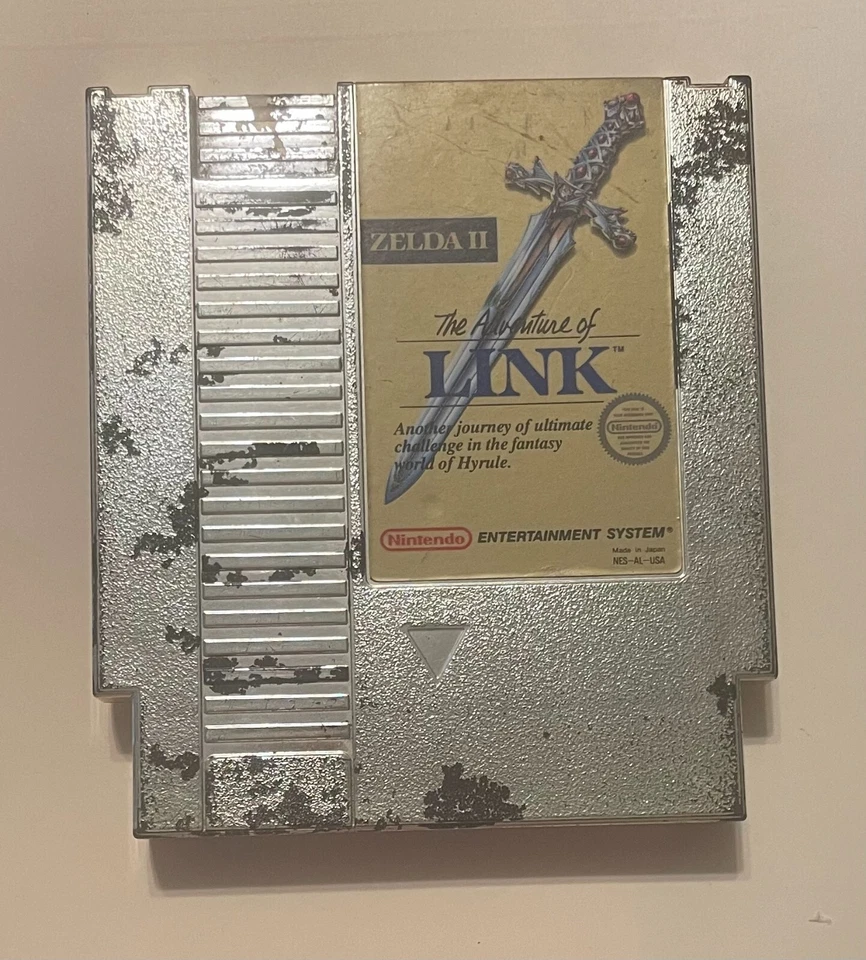 ZELDA II
The Adventure of
LINK™
Another journey of ultimate
challenge in the fantasy
world of Hyrule.
Nintendo
Nintendo ENTERTAINMENT SYSTEM®
Made in Japan
NES-AL-USA